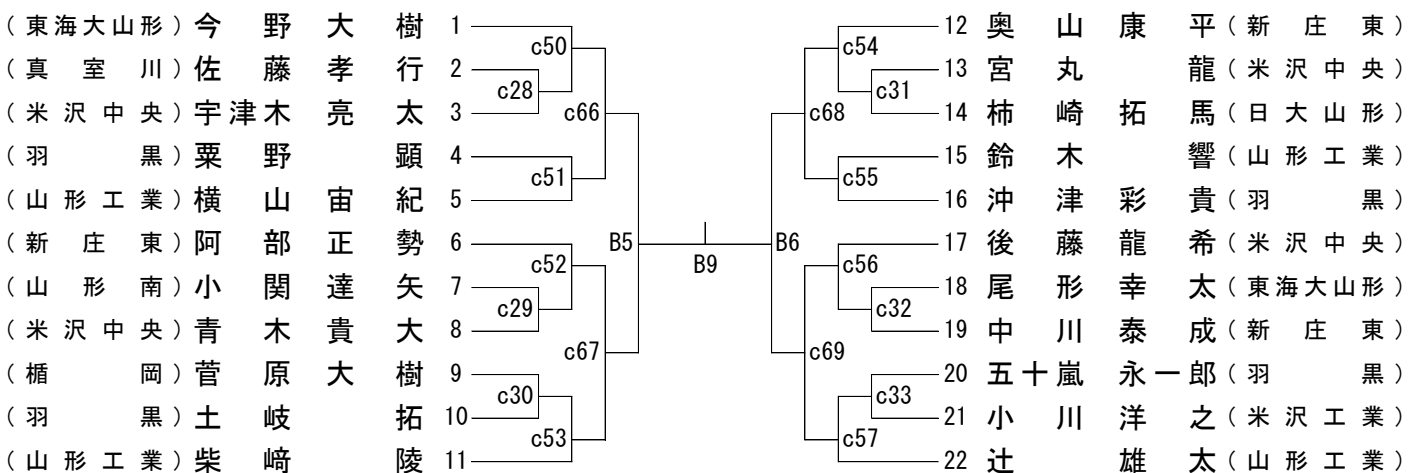 (東海大山形) 今野大樹 1
(真室川) 佐藤孝行 2
(米沢中央) 宇津木亮太 3
(羽黒) 粟野顕 4
(山形工業) 横山宙紀 5
(新庄東) 阿部正勢 6
(山形南) 小関達矢 7
(米沢中央) 青木貴大 8
(楯岡) 菅原大樹 9
(羽黒) 土岐拓 10
(山形工業) 柴﨑陵 11
c50
c28
c66
c51
c52
c29
c67
c30
c53
B5
B9
B6
c54
c31
c68
c55
c56
c32
c69
c33
c57
12 奥山康平 (新庄東)
13 宮丸龍 (米沢中央)
14 柿崎拓馬 (日大山形)
15 鈴木響 (山形工業)
16 沖津彩貴 (羽黒)
17 後藤龍希 (米沢中央)
18 尾形幸太 (東海大山形)
19 中川泰成 (新庄東)
20 五十嵐永一郎 (羽黒)
21 小川洋之 (米沢工業)
22 辻雄太 (山形工業)